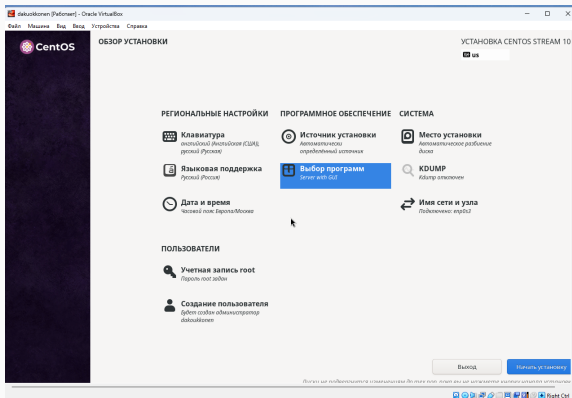 dakuokkonen [Работает] - Oracle VirtualBox
Файл Машина Вид Ввод Устройства Справка
CentOS
ОБЗОР УСТАНОВКИ
УСТАНОВКА CENTOS STREAM 10
us
РЕГИОНАЛЬНЫЕ НАСТРОЙКИ
Клавиатура
английский (Английская (США)),
русский (Русская)
Языковая поддержка
Русский (Россия)
Дата и время
Часовой пояс Европа/Москва
ПРОГРАММНОЕ ОБЕСПЕЧЕНИЕ
Источник установки
Автоматически
определённый источник
Выбор программ
Server with GUI
СИСТЕМА
Место установки
Автоматическое разбиение
диска
KDUMP
Kdump отключен
Имя сети и узла
Подключено: enp0s3
ПОЛЬЗОВАТЕЛИ
Учетная запись root
Пароль root задан
Создание пользователя
Будет создан администратор
dakoukkonen
Выход
Начать установку
Right Ctrl